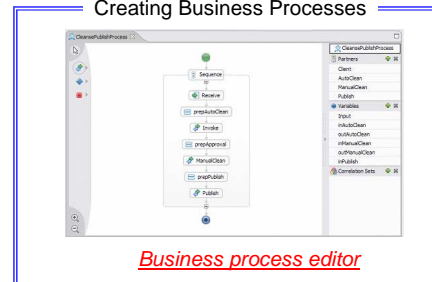 Creating Business Processes
CleansePublishProcess
CleansePublishProcess
Sequence
Receive
prepAutoClean
Invoke
prepApproval
ManualClean
prepPublish
Publish
Partners
Client
AutoClean
ManualClean
Publish
Variables
Input
inAutoClean
outAutoClean
inManualClean
outManualClean
inPublish
Correlation Sets
Business process editor